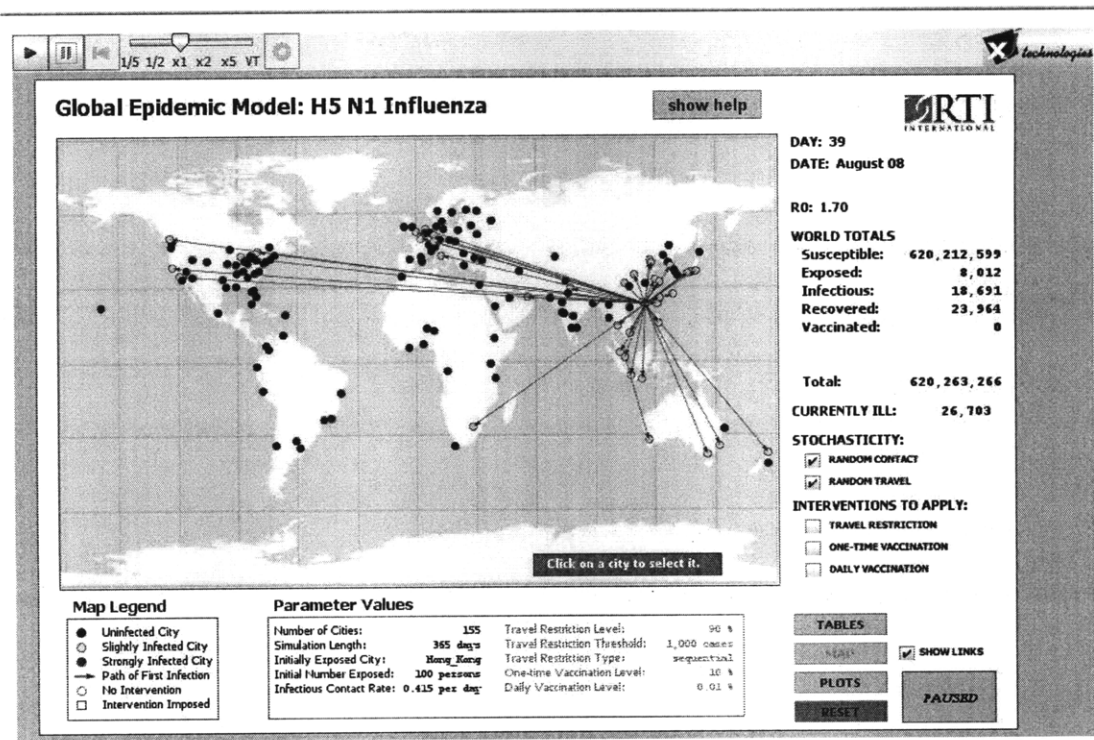 1/5 1/2 x1 x2 x5 VT
X technologies
Global Epidemic Model: H5 N1 Influenza
show help
RTI
INTERNATIONAL
DAY: 39
DATE: August 08
R0: 1.70
WORLD TOTALS
Susceptible: 620,212,599
Exposed: 8,012
Infectious: 18,691
Recovered: 23,964
Vaccinated: 0
Total: 620,263,266
CURRENTLY ILL: 26,703
STOCHASTICITY:
RANDOM CONTACT
RANDOM TRAVEL
INTERVENTIONS TO APPLY:
TRAVEL RESTRICTION
ONE-TIME VACCINATION
DAILY VACCINATION
Click on a city to select it.
Map Legend
Uninfected City
Slightly Infected City
Strongly Infected City
Path of First Infection
No Intervention
Intervention Imposed
Parameter Values
Number of Cities: 155
Simulation Length: 365 days
Initially Exposed City: Hong_Kong
Initial Number Exposed: 100 persons
Infectious Contact Rate: 0.415 per day
Travel Restriction Level: 90 %
Travel Restriction Threshold: 1,000 cases
Travel Restriction Type: sequential
One-time Vaccination Level: 10 %
Daily Vaccination Level: 0.01 %
TABLES
MAP
SHOW LINKS
PLOTS
RESET
PAUSED